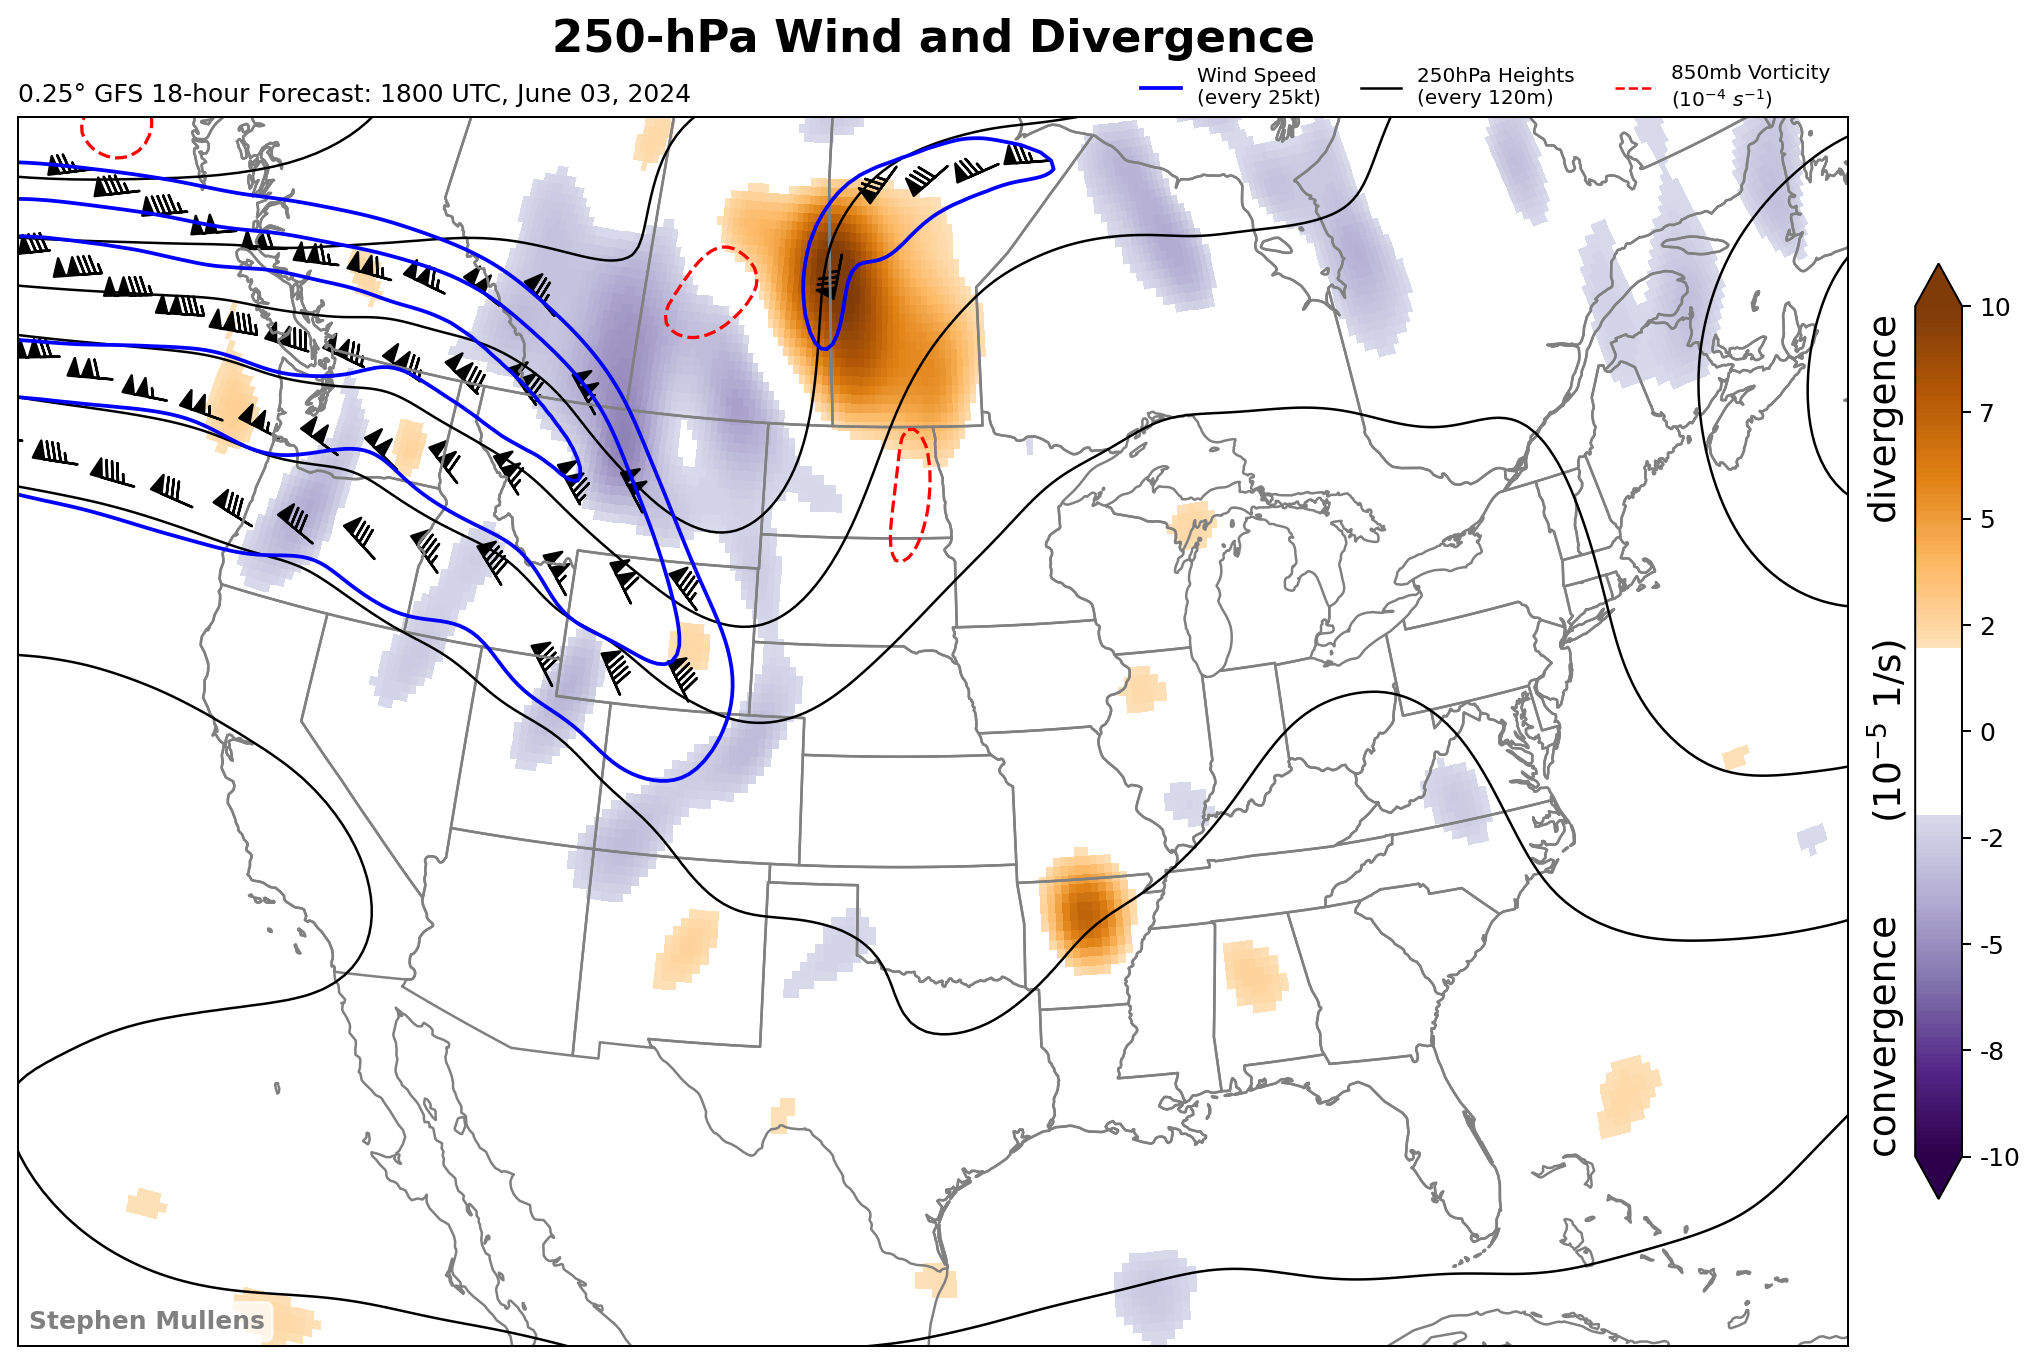 250-hPa Wind and Divergence
0.25° GFS 18-hour Forecast: 1800 UTC, June 03, 2024
Wind Speed
(every 25kt)
250hPa Heights
(every 120m)
850mb Vorticity
(10⁻⁴ s⁻¹)
10
7
5
2
0
-2
-5
-8
-10
divergence
(10⁻⁵ 1/s)
convergence
Stephen Mullens